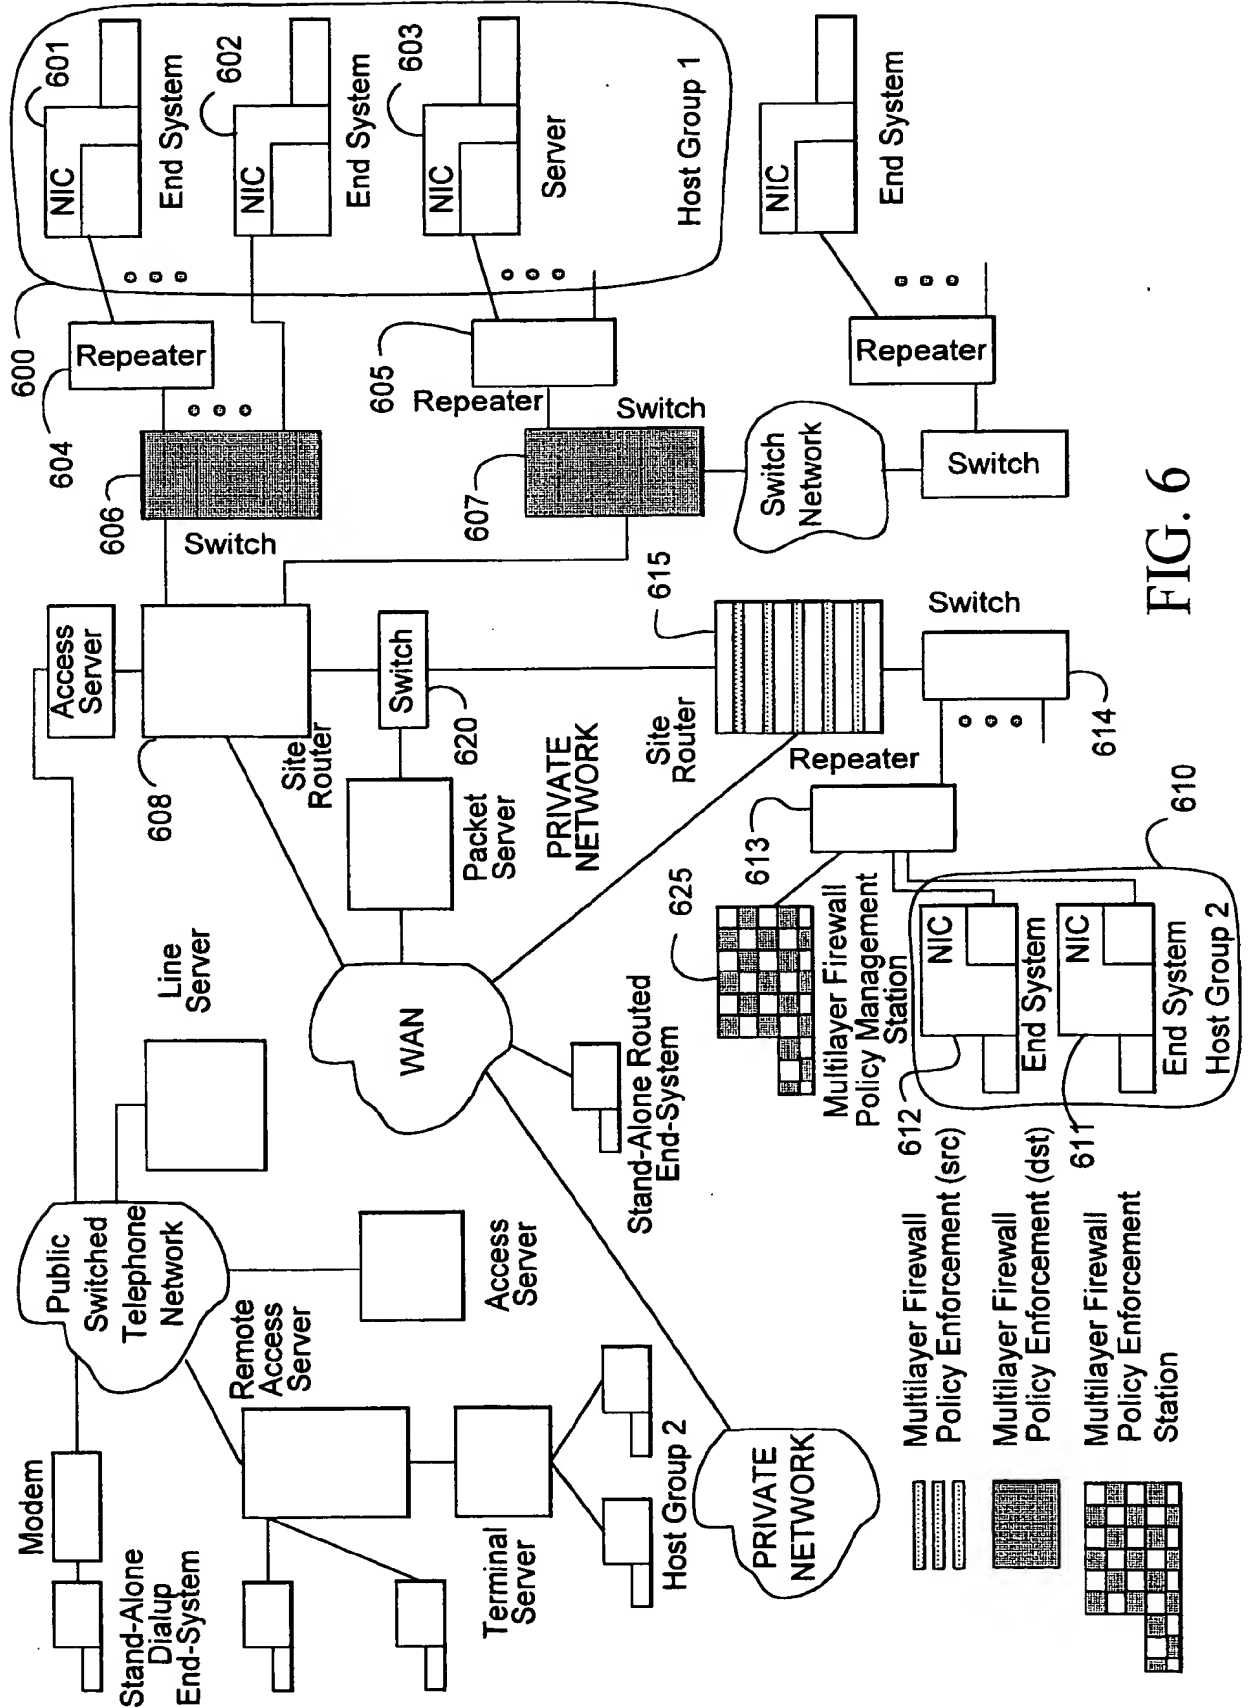 601
NIC
End System
602
NIC
End System
603
NIC
Server
Host Group 1
600
NIC
End System
604
Repeater
605
Repeater
Repeater
606
Switch
607
Switch
Switch
Network
Switch
Access
Server
608
Site
Router
Switch
620
Packet
Server
PRIVATE
NETWORK
615
Site
Router
Switch
614
Repeater
613
625
Multilayer Firewall
Policy Management
Station
610
NIC
End System
612
NIC
End System
611
Host Group 2
Line
Server
WAN
Stand-Alone Routed
End-System
Public
Switched
Telephone
Network
Access
Server
Remote
Access
Server
Modem
Stand-Alone
Dialup
End-System
Terminal
Server
Host Group 2
PRIVATE
NETWORK
Multilayer Firewall
Policy Enforcement (src)
Multilayer Firewall
Policy Enforcement (dst)
Multilayer Firewall
Policy Enforcement
Station
FIG. 6